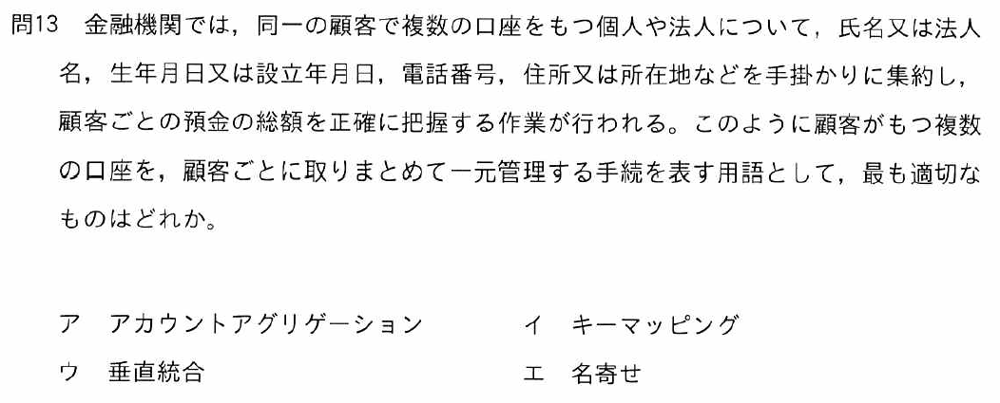 問13　金融機関では，同一の顧客で複数の口座をもつ個人や法人について，氏名又は法人
名，生年月日又は設立年月日，電話番号，住所又は所在地などを手掛かりに集約し，
顧客ごとの預金の総額を正確に把握する作業が行われる。このように顧客がもつ複数
の口座を，顧客ごとに取りまとめて一元管理する手続を表す用語として，最も適切な
ものはどれか。
ア　アカウントアグリゲーション　　イ　キーマッピング
ウ　垂直統合　　エ　名寄せ